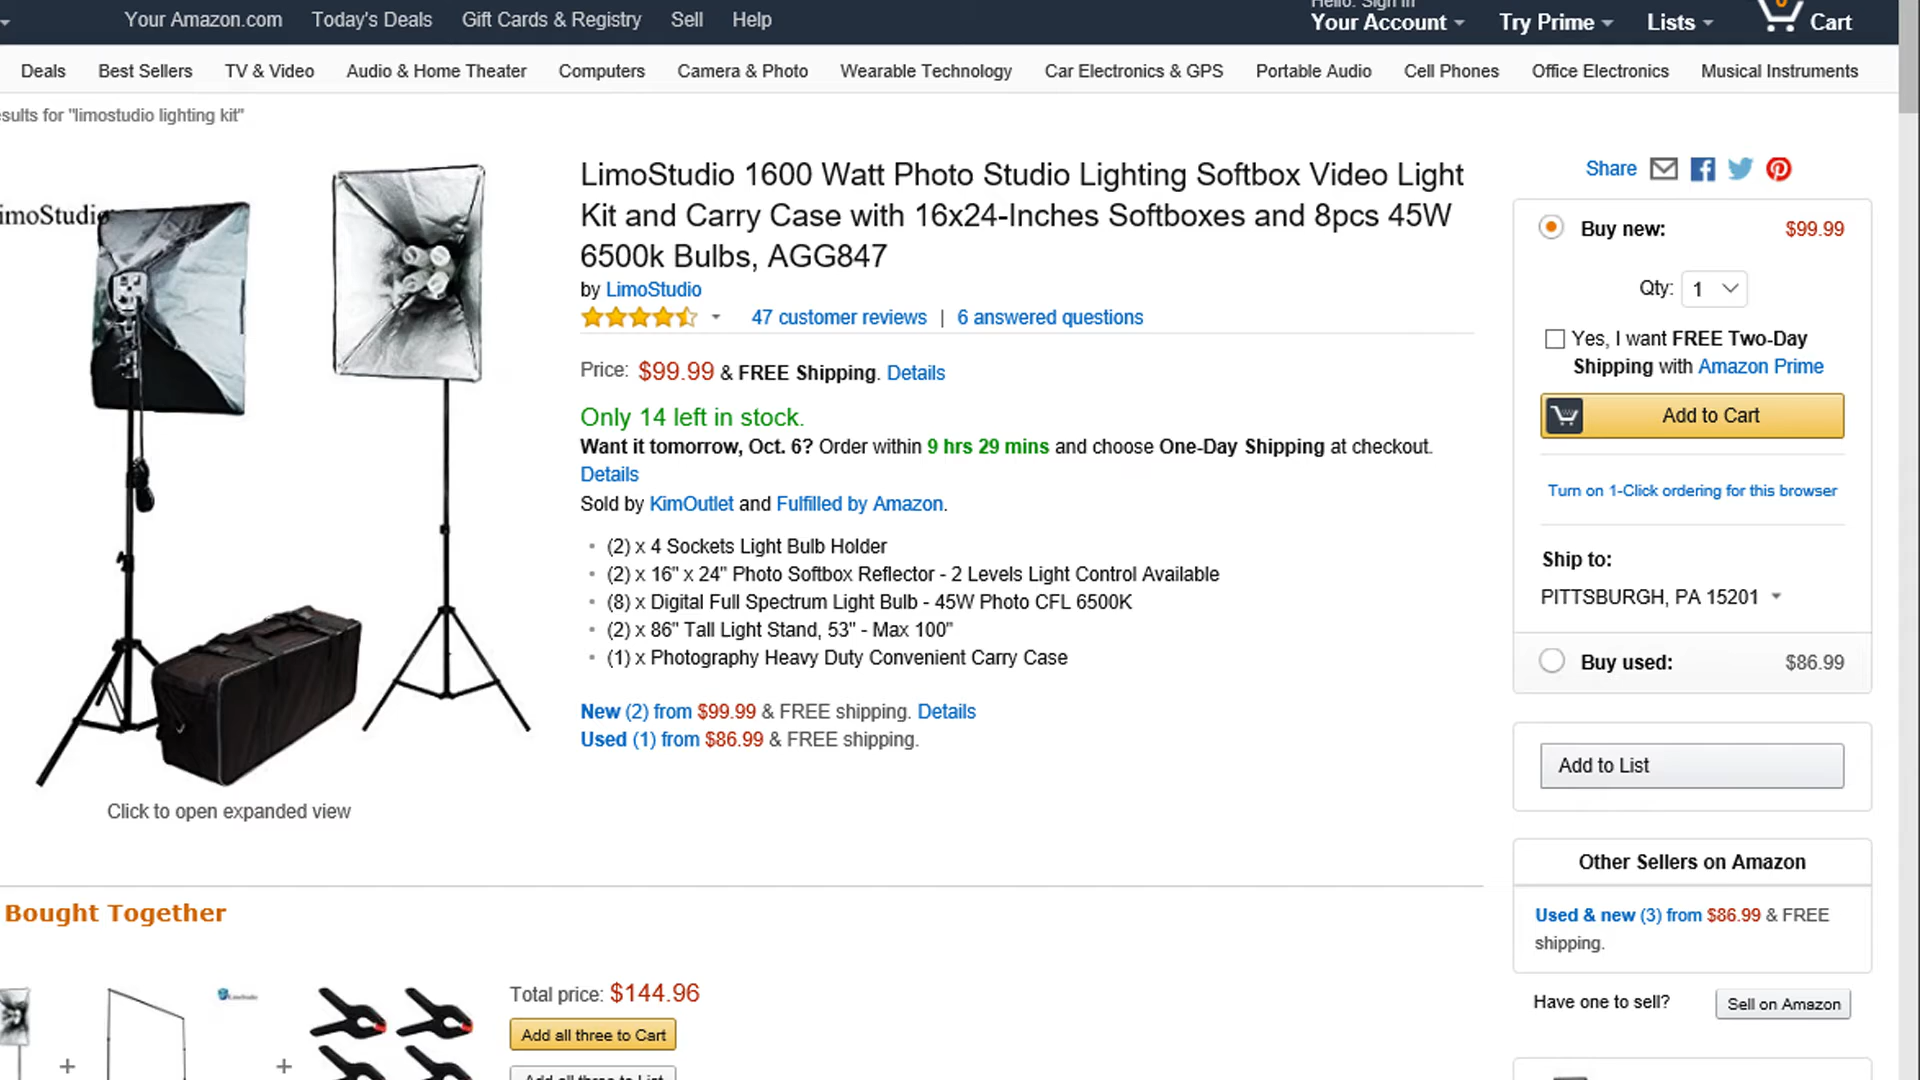 Your Amazon.com Today's Deals Gift Cards & Registry Sell Help
Hello. Sign in
Your Account Try Prime Lists 0 Cart
Deals Best Sellers TV & Video Audio & Home Theater Computers Camera & Photo Wearable Technology Car Electronics & GPS Portable Audio Cell Phones Office Electronics Musical Instruments
esults for "limostudio lighting kit"
imoStudio
Click to open expanded view
LimoStudio 1600 Watt Photo Studio Lighting Softbox Video Light
Kit and Carry Case with 16x24-Inches Softboxes and 8pcs 45W
6500k Bulbs, AGG847
by LimoStudio
47 customer reviews | 6 answered questions
Price: $99.99 & FREE Shipping. Details
Only 14 left in stock.
Want it tomorrow, Oct. 6? Order within 9 hrs 29 mins and choose One-Day Shipping at checkout.
Details
Sold by KimOutlet and Fulfilled by Amazon.
(2) x 4 Sockets Light Bulb Holder
(2) x 16" x 24" Photo Softbox Reflector - 2 Levels Light Control Available
(8) x Digital Full Spectrum Light Bulb - 45W Photo CFL 6500K
(2) x 86" Tall Light Stand, 53" - Max 100"
(1) x Photography Heavy Duty Convenient Carry Case
New (2) from $99.99 & FREE shipping. Details
Used (1) from $86.99 & FREE shipping.
Share
Buy new: $99.99
Qty: 1
Yes, I want FREE Two-Day
Shipping with Amazon Prime
Add to Cart
Turn on 1-Click ordering for this browser
Ship to:
PITTSBURGH, PA 15201
Buy used: $86.99
Add to List
Other Sellers on Amazon
Used & new (3) from $86.99 & FREE
shipping.
Have one to sell? Sell on Amazon
Bought Together
LimoStudio
+
+
Total price: $144.96
Add all three to Cart
Add all three to List